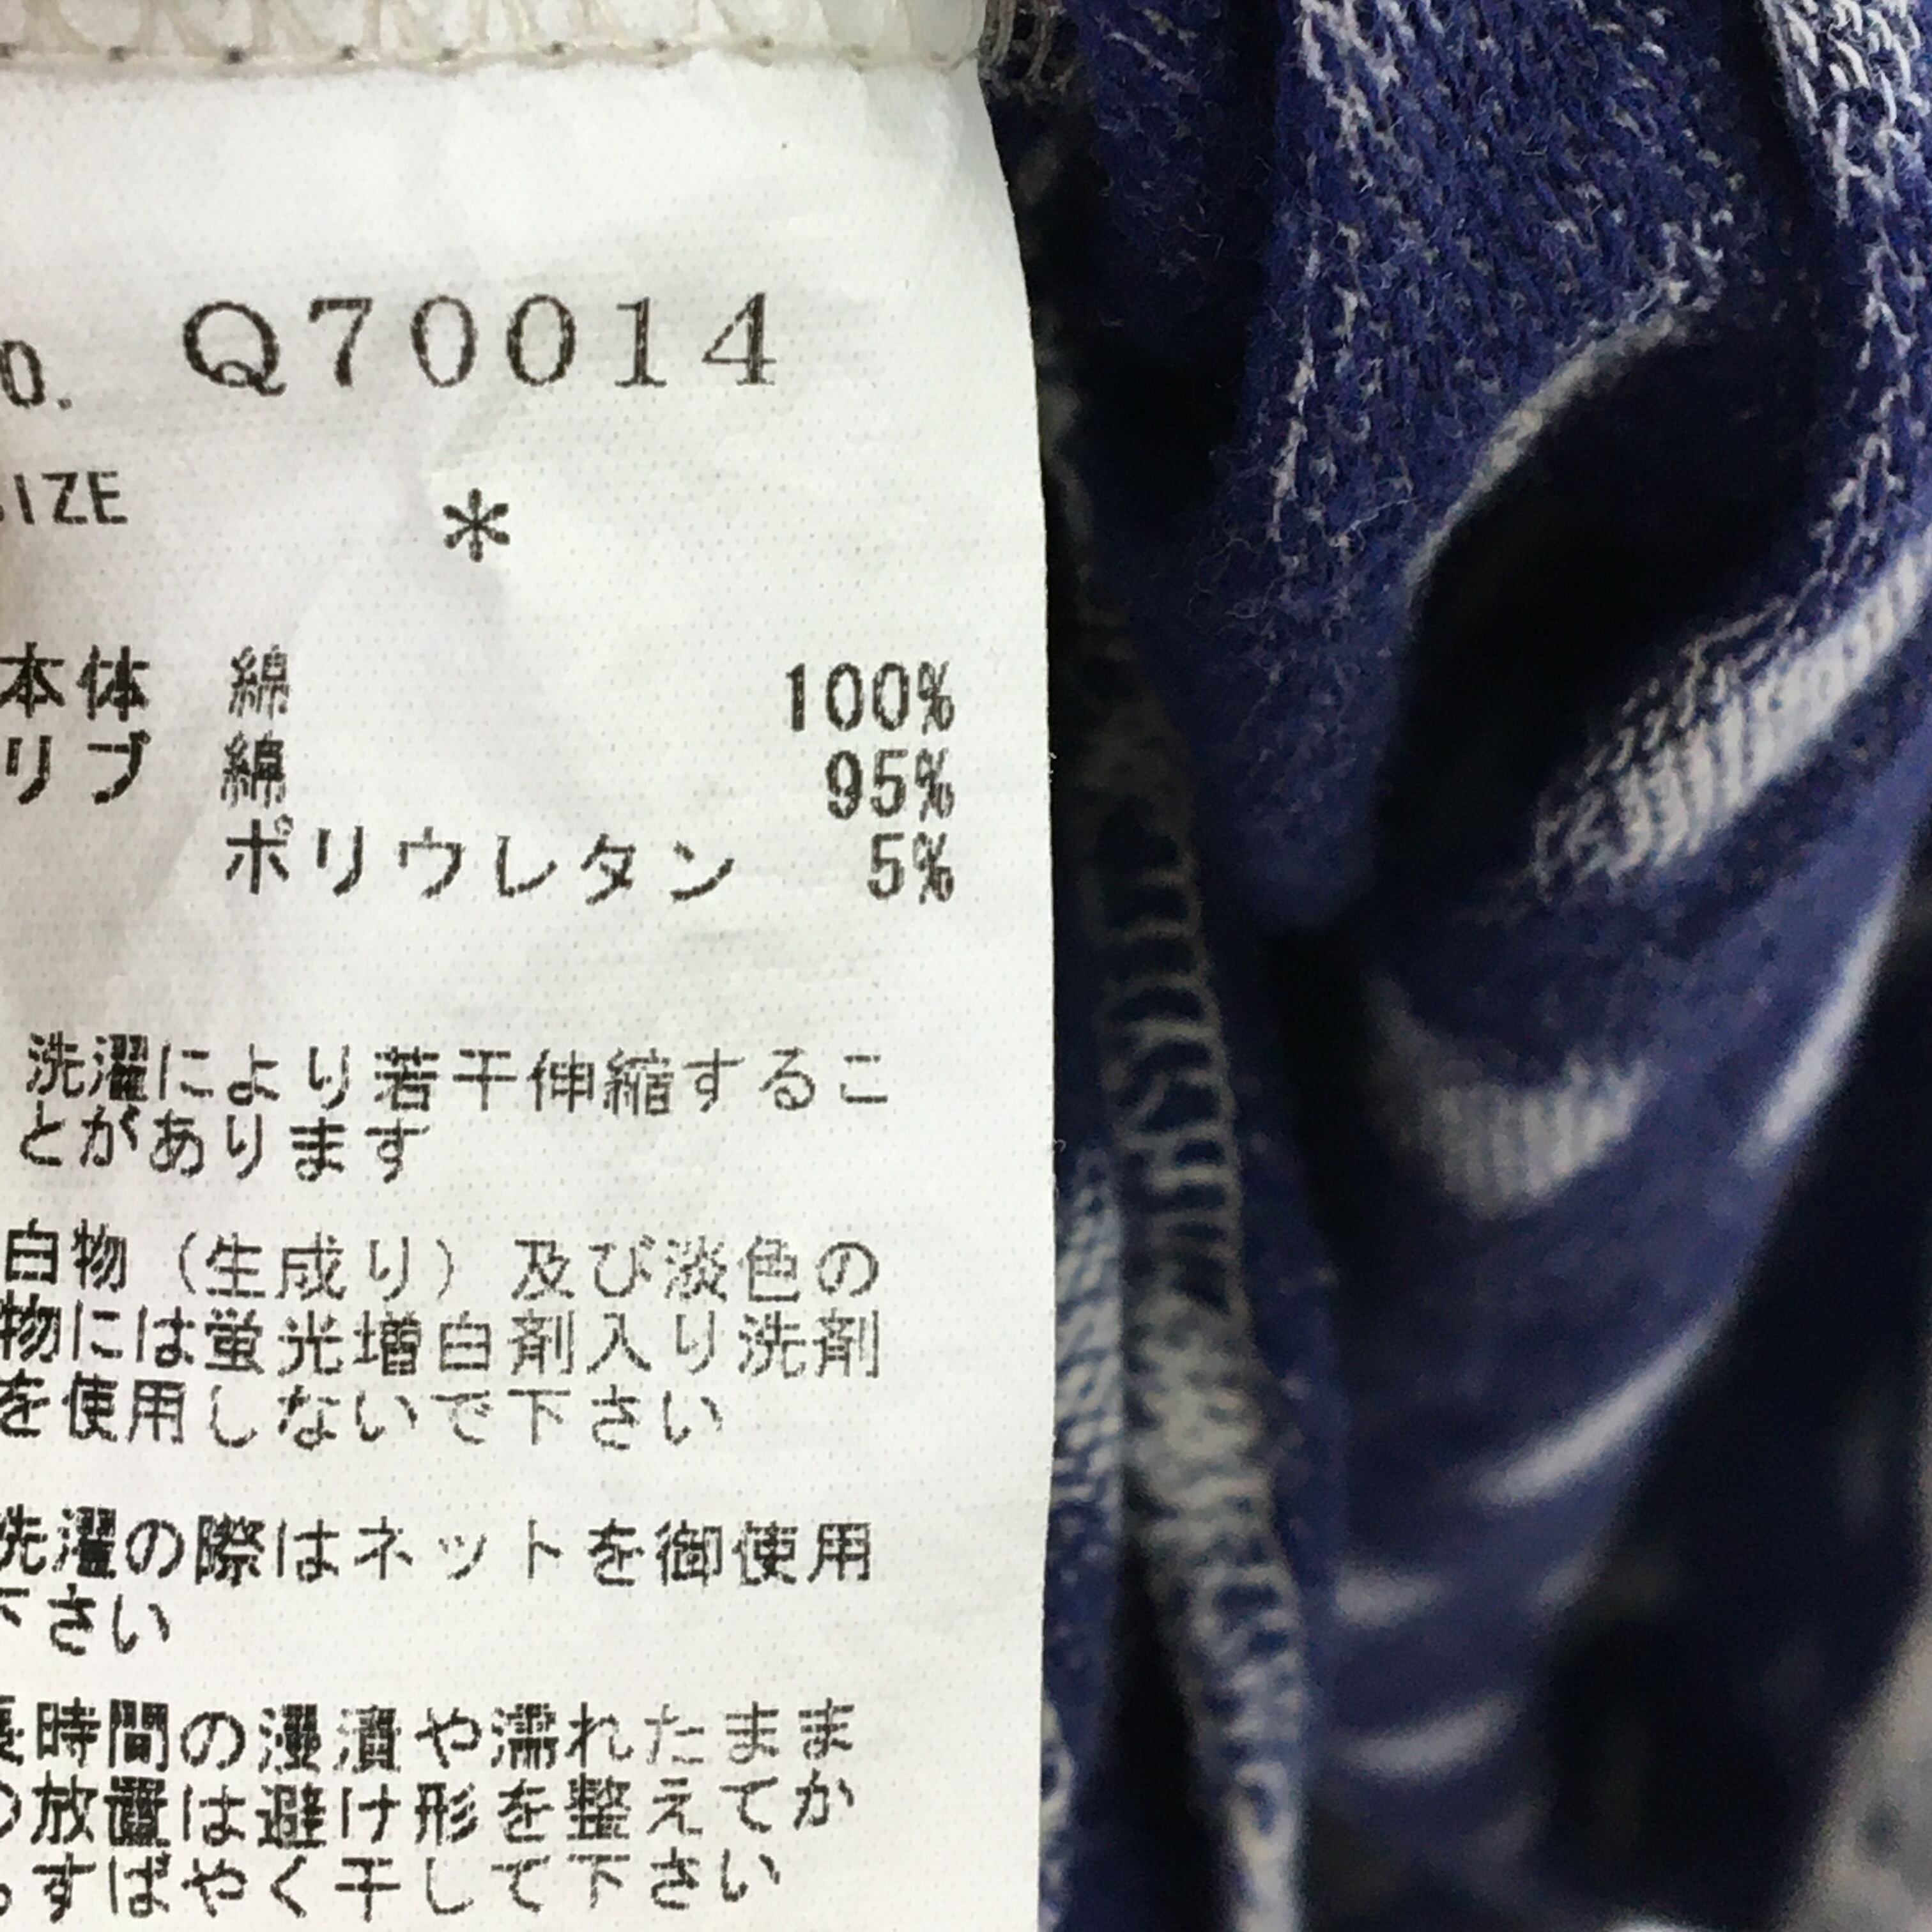 0. Q70014
SIZE *
本体 綿 100%
リブ 綿 95%
ポリウレタン 5%
洗濯により若干伸縮するこ
とがあります
白物（生成り）及び淡色の
物には蛍光増白剤入り洗剤
を使用しないで下さい
洗濯の際はネットを御使用
下さい
長時間の浸漬や濡れたまま
の放置は避け形を整えてか
らすばやく干して下さい